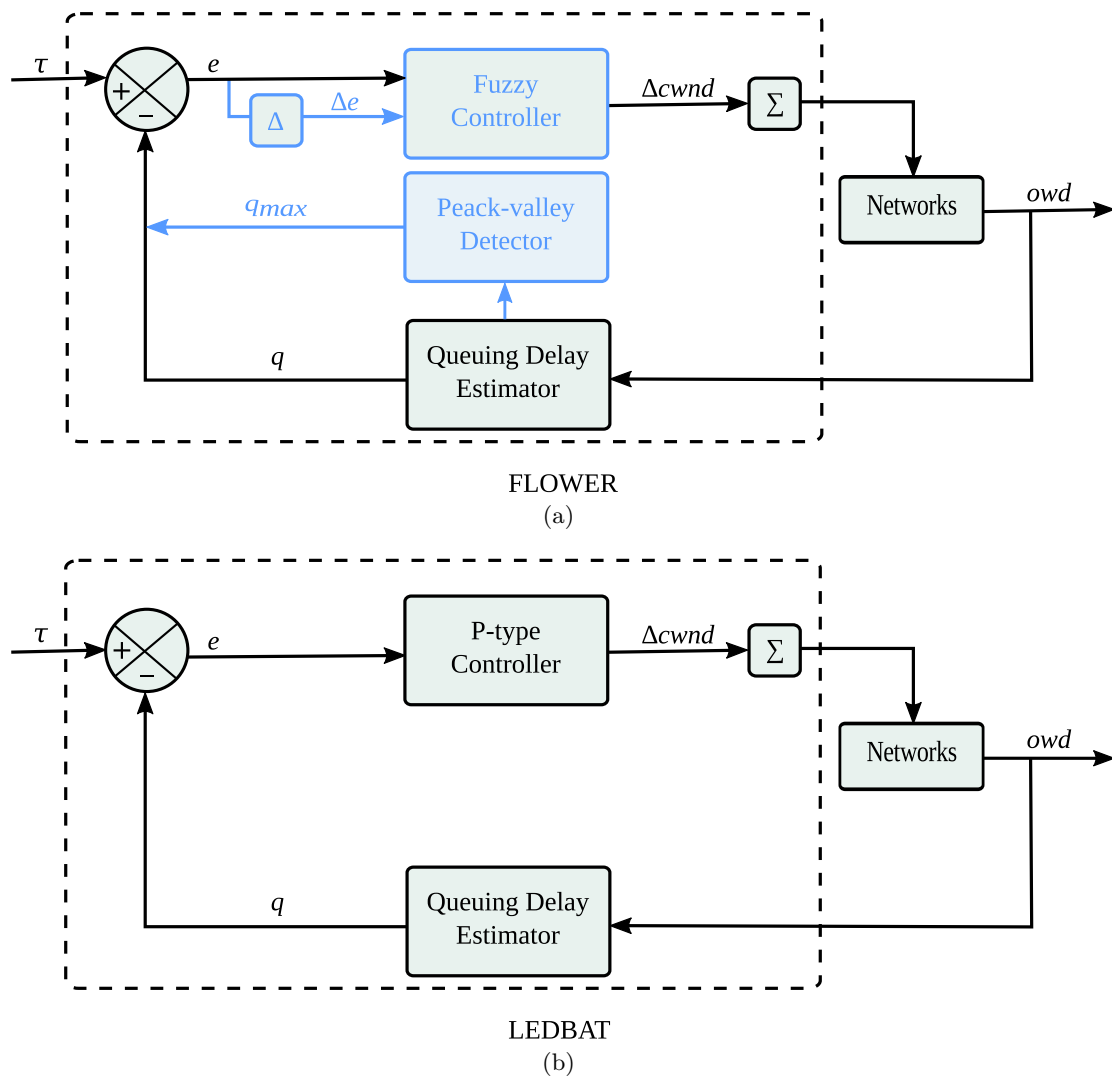 τ
e
+
−
Δ
Δe
Fuzzy
Controller
Δcwnd
Σ
Networks
owd
q_max
Peack-valley
Detector
q
Queuing Delay
Estimator
FLOWER
(a)
τ
e
+
−
P-type
Controller
Δcwnd
Σ
Networks
owd
q
Queuing Delay
Estimator
LEDBAT
(b)